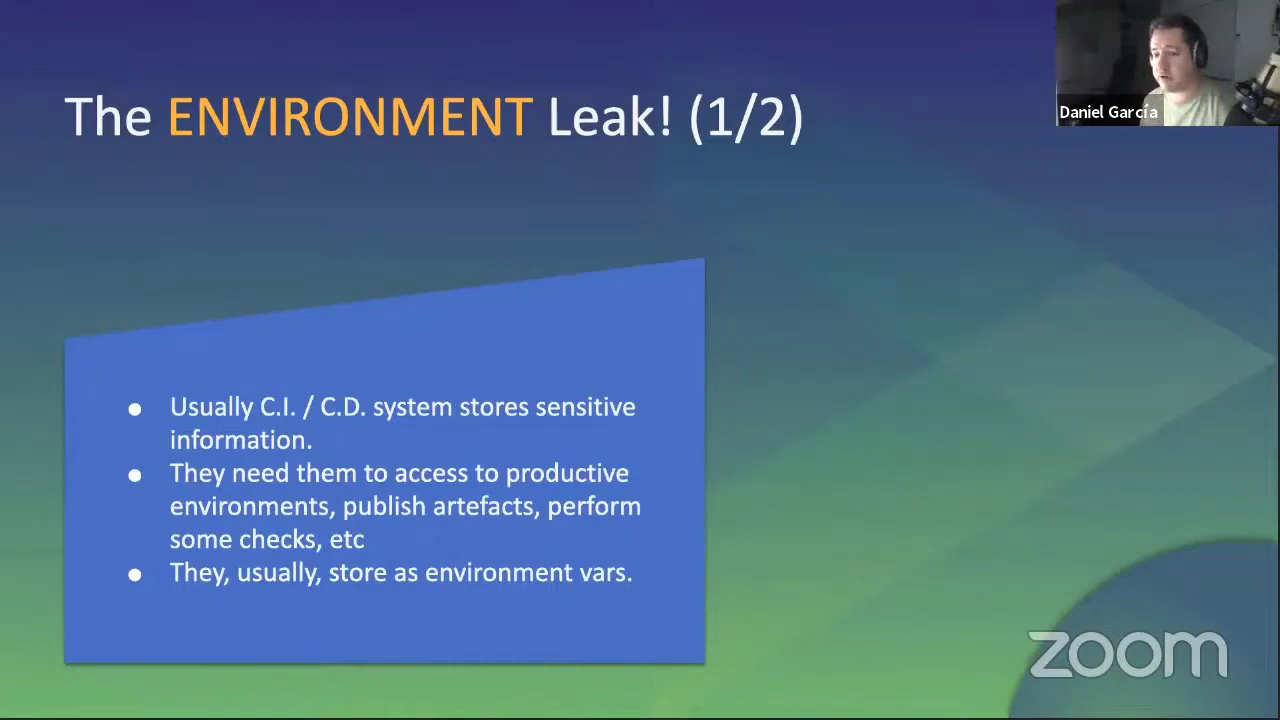 The ENVIRONMENT Leak! (1/2)
Daniel García
● Usually C.I. / C.D. system stores sensitive
information.
● They need them to access to productive
environments, publish artefacts, perform
some checks, etc
● They, usually, store as environment vars.
zoom